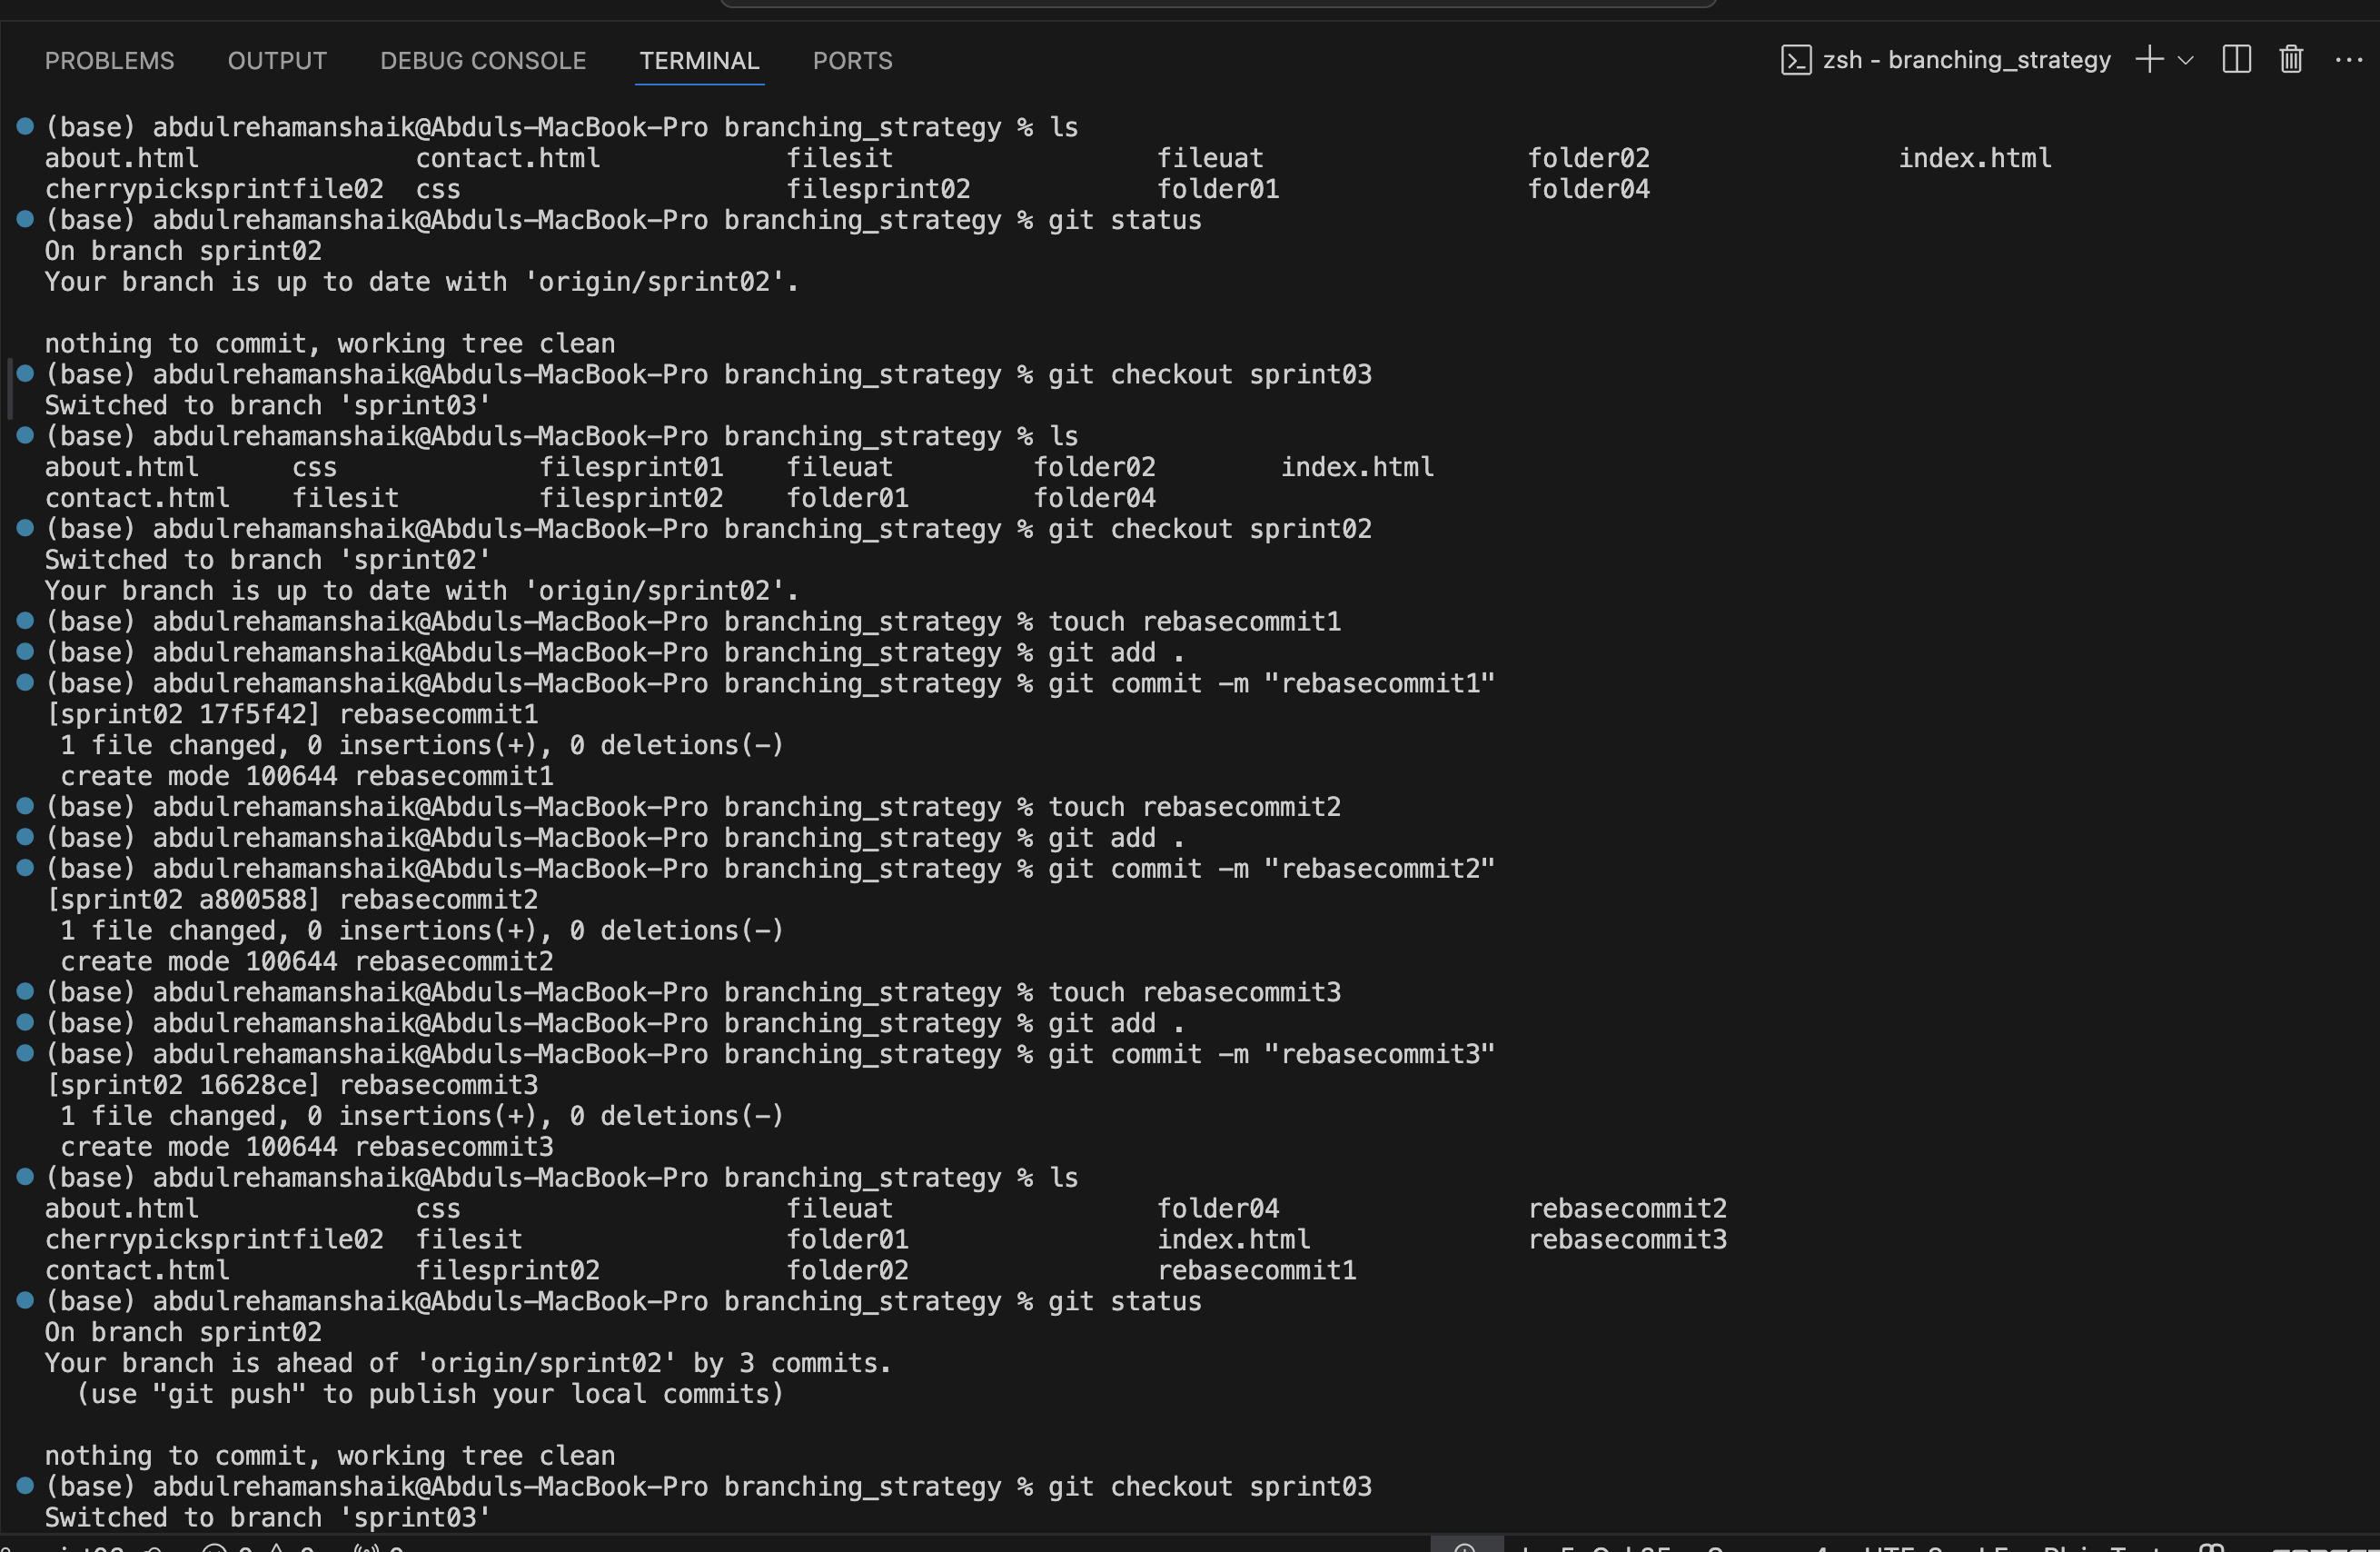 PROBLEMS OUTPUT DEBUG CONSOLE TERMINAL PORTS zsh - branching_strategy
(base) abdulrehamanshaik@Abduls-MacBook-Pro branching_strategy % ls
about.html contact.html filesit fileuat folder02 index.html
cherrypicksprintfile02 css filesprint02 folder01 folder04
(base) abdulrehamanshaik@Abduls-MacBook-Pro branching_strategy % git status
On branch sprint02
Your branch is up to date with 'origin/sprint02'.
nothing to commit, working tree clean
(base) abdulrehamanshaik@Abduls-MacBook-Pro branching_strategy % git checkout sprint03
Switched to branch 'sprint03'
(base) abdulrehamanshaik@Abduls-MacBook-Pro branching_strategy % ls
about.html css filesprint01 fileuat folder02 index.html
contact.html filesit filesprint02 folder01 folder04
(base) abdulrehamanshaik@Abduls-MacBook-Pro branching_strategy % git checkout sprint02
Switched to branch 'sprint02'
Your branch is up to date with 'origin/sprint02'.
(base) abdulrehamanshaik@Abduls-MacBook-Pro branching_strategy % touch rebasecommit1
(base) abdulrehamanshaik@Abduls-MacBook-Pro branching_strategy % git add .
(base) abdulrehamanshaik@Abduls-MacBook-Pro branching_strategy % git commit -m "rebasecommit1"
[sprint02 17f5f42] rebasecommit1
1 file changed, 0 insertions(+), 0 deletions(-)
create mode 100644 rebasecommit1
(base) abdulrehamanshaik@Abduls-MacBook-Pro branching_strategy % touch rebasecommit2
(base) abdulrehamanshaik@Abduls-MacBook-Pro branching_strategy % git add .
(base) abdulrehamanshaik@Abduls-MacBook-Pro branching_strategy % git commit -m "rebasecommit2"
[sprint02 a800588] rebasecommit2
1 file changed, 0 insertions(+), 0 deletions(-)
create mode 100644 rebasecommit2
(base) abdulrehamanshaik@Abduls-MacBook-Pro branching_strategy % touch rebasecommit3
(base) abdulrehamanshaik@Abduls-MacBook-Pro branching_strategy % git add .
(base) abdulrehamanshaik@Abduls-MacBook-Pro branching_strategy % git commit -m "rebasecommit3"
[sprint02 16628ce] rebasecommit3
1 file changed, 0 insertions(+), 0 deletions(-)
create mode 100644 rebasecommit3
(base) abdulrehamanshaik@Abduls-MacBook-Pro branching_strategy % ls
about.html css fileuat folder04 rebasecommit2
cherrypicksprintfile02 filesit folder01 index.html rebasecommit3
contact.html filesprint02 folder02 rebasecommit1
(base) abdulrehamanshaik@Abduls-MacBook-Pro branching_strategy % git status
On branch sprint02
Your branch is ahead of 'origin/sprint02' by 3 commits.
(use "git push" to publish your local commits)
nothing to commit, working tree clean
(base) abdulrehamanshaik@Abduls-MacBook-Pro branching_strategy % git checkout sprint03
Switched to branch 'sprint03'